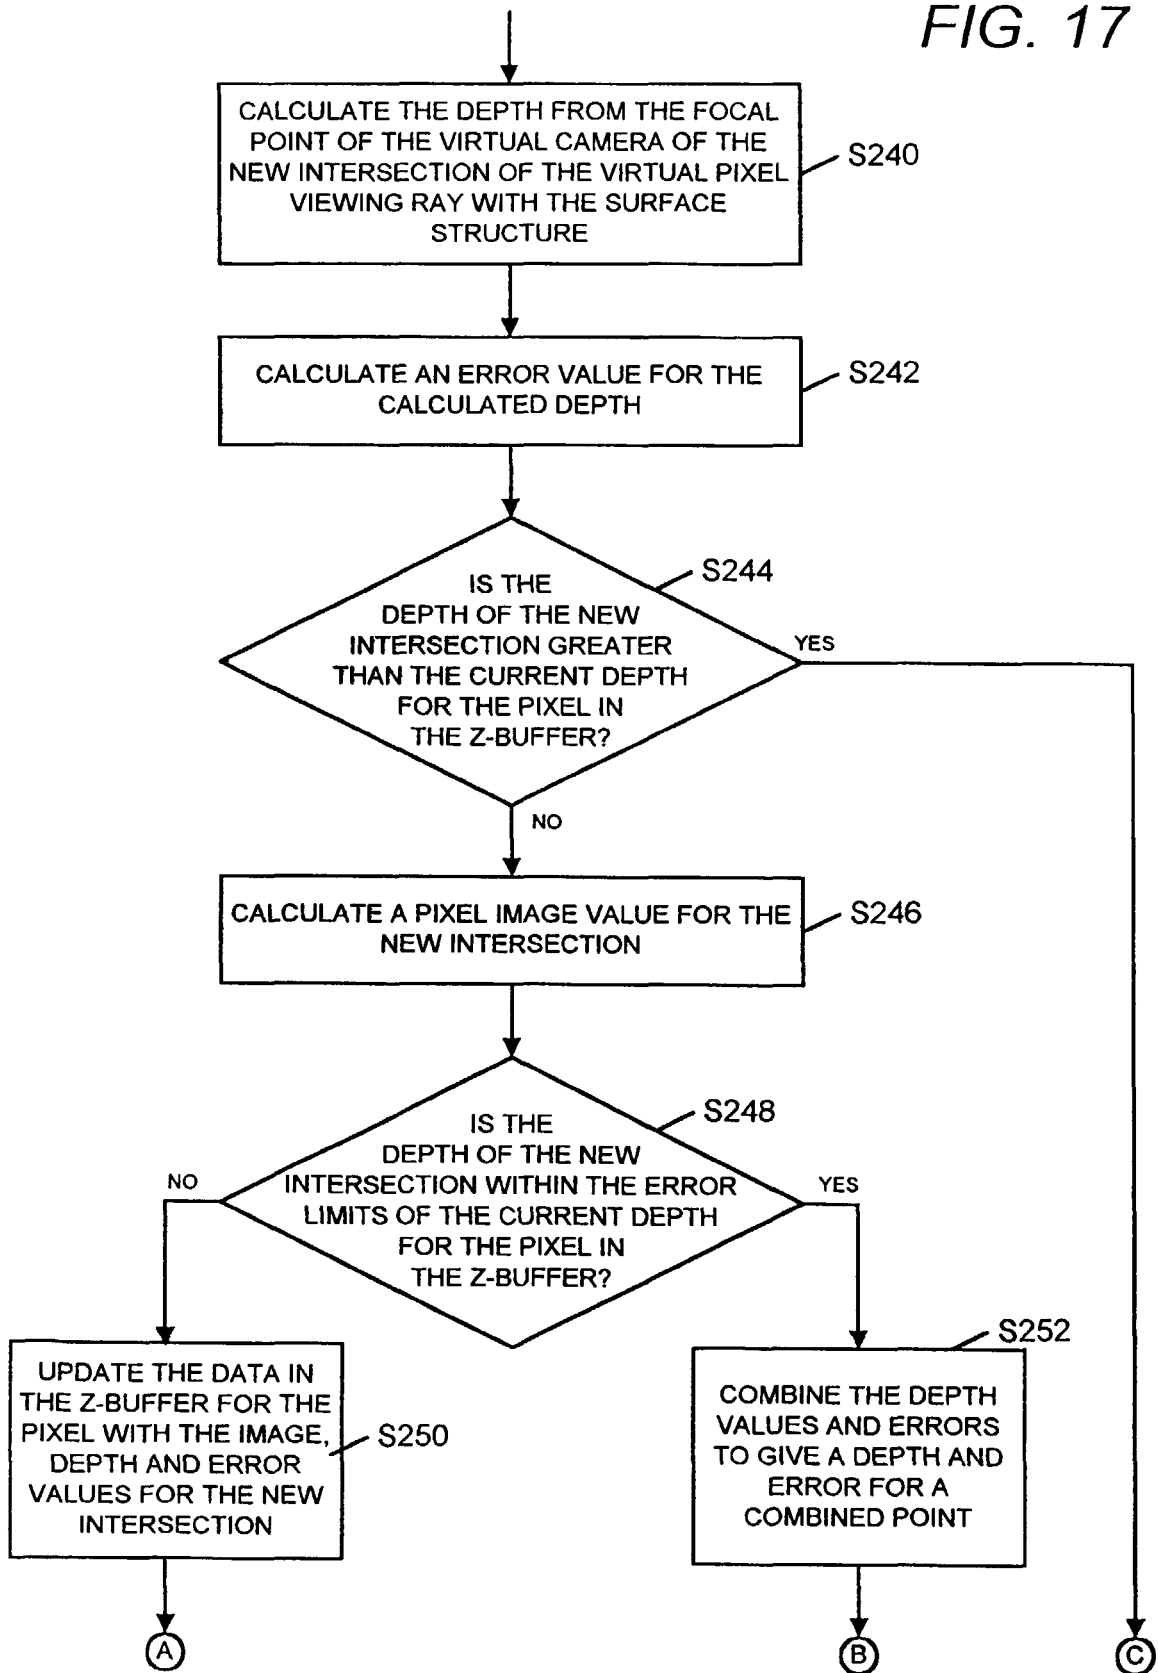 FIG. 17
CALCULATE THE DEPTH FROM THE FOCAL
POINT OF THE VIRTUAL CAMERA OF THE
NEW INTERSECTION OF THE VIRTUAL PIXEL
VIEWING RAY WITH THE SURFACE
STRUCTURE
S240
CALCULATE AN ERROR VALUE FOR THE
CALCULATED DEPTH
S242
IS THE
DEPTH OF THE NEW
INTERSECTION GREATER
THAN THE CURRENT DEPTH
FOR THE PIXEL IN
THE Z-BUFFER?
S244
YES
NO
CALCULATE A PIXEL IMAGE VALUE FOR THE
NEW INTERSECTION
S246
IS THE
DEPTH OF THE NEW
INTERSECTION WITHIN THE ERROR
LIMITS OF THE CURRENT DEPTH
FOR THE PIXEL IN
THE Z-BUFFER?
S248
NO
YES
UPDATE THE DATA IN
THE Z-BUFFER FOR THE
PIXEL WITH THE IMAGE,
DEPTH AND ERROR
VALUES FOR THE NEW
INTERSECTION
S250
COMBINE THE DEPTH
VALUES AND ERRORS
TO GIVE A DEPTH AND
ERROR FOR A
COMBINED POINT
S252
A
B
C